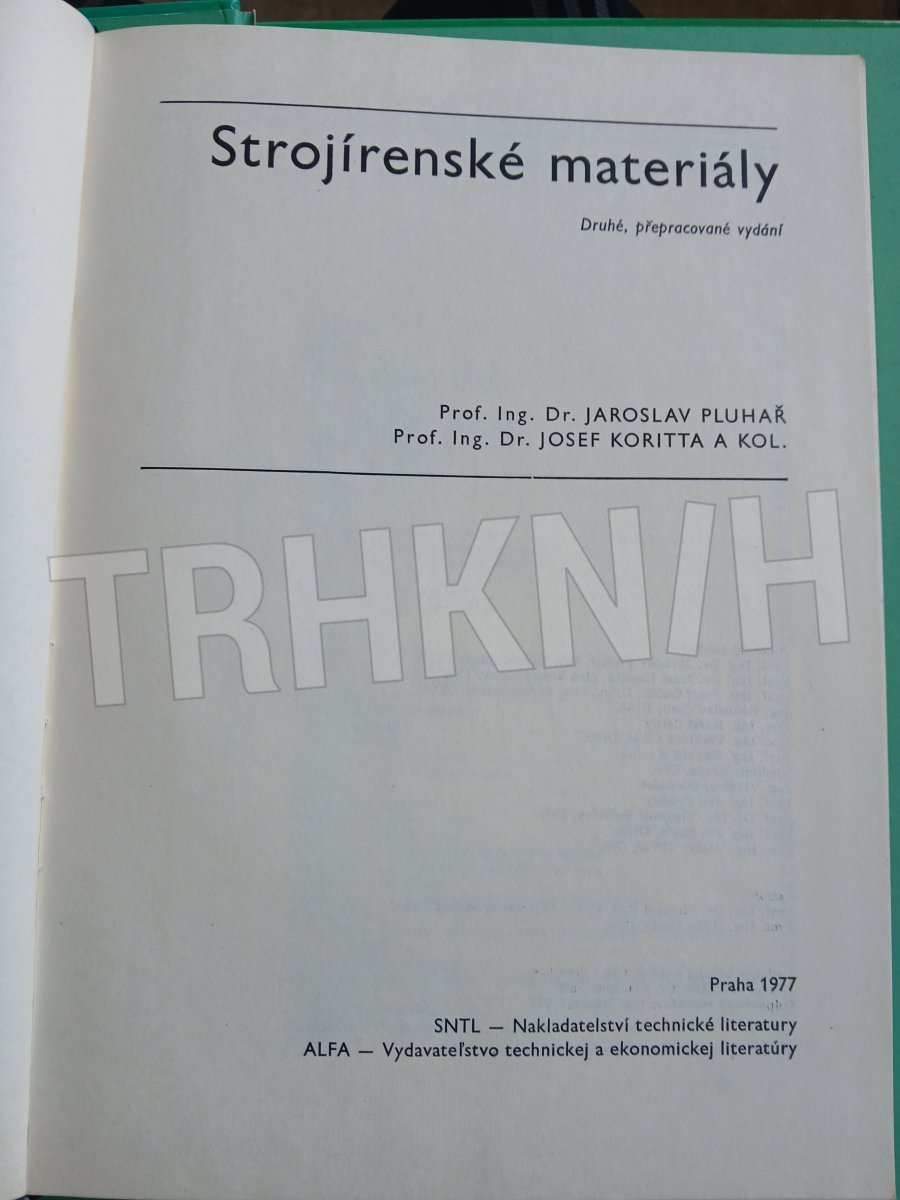 Strojírenské materiály
Druhé, přepracované vydání
Prof. Ing. Dr. JAROSLAV PLUHAŘ
Prof. Ing. Dr. JOSEF KORITTA A KOL.
TRHKNIH
Praha 1977
SNTL — Nakladatelství technické literatury
ALFA — Vydavateľstvo technickej a ekonomickej literatúry